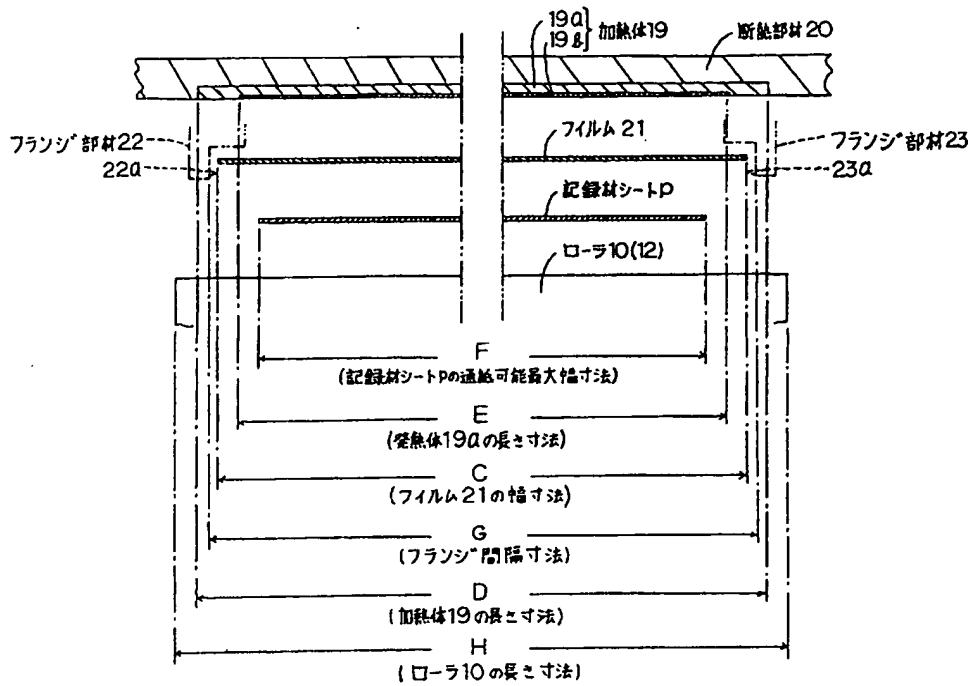 19a
19b
加熱体19
断熱部材20
フランジ部材22
22a
フイルム21
フランジ部材23
23a
記録材シートP
ローラ10(12)
F
(記録材シートPの通紙可能最大幅寸法)
E
(発熱体19aの長さ寸法)
C
(フィルム21の幅寸法)
G
(フランジ間隔寸法)
D
(加熱体19の長さ寸法)
H
(ローラ10の長さ寸法)